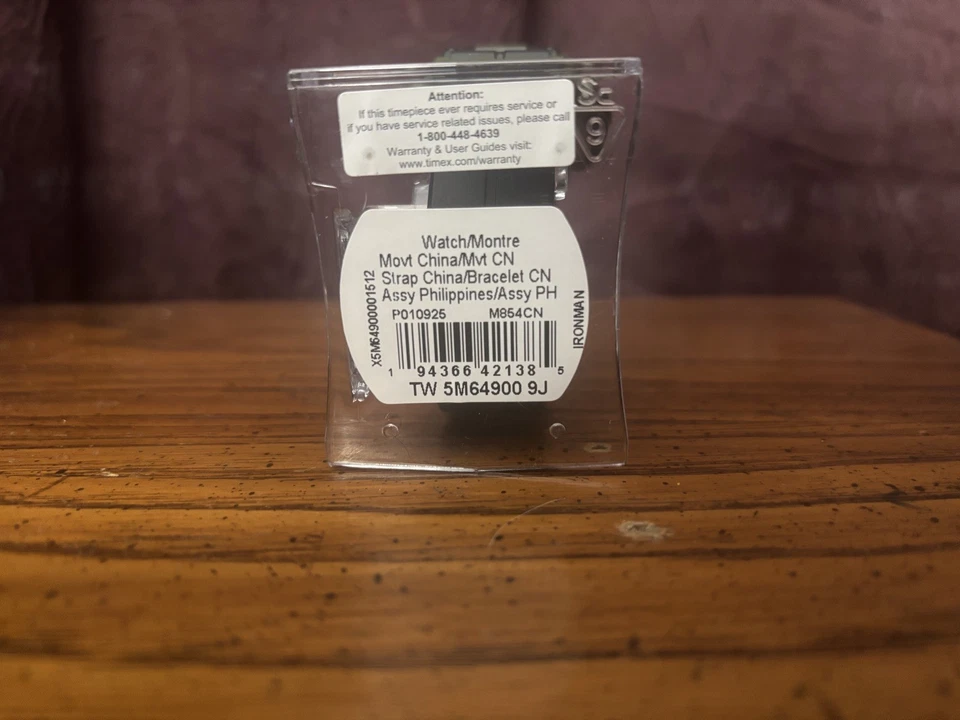 Attention:
If this timepiece ever requires service or
if you have service related issues, please call
1-800-448-4639
Warranty & User Guides visit:
www.timex.com/warranty
Watch/Montre
Movt China/Mvt CN
Strap China/Bracelet CN
Assy Philippines/Assy PH
P010925 M854CN
X5M64900001512
IRONMAN
1 94366 42138 5
TW 5M64900 9J